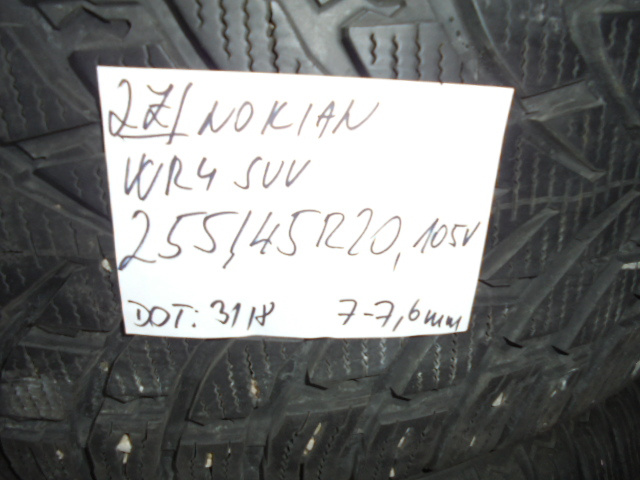 2Z/ NOKIAN
WR4 SUV
255/45R20, 105V
DOT: 3118 7-7,6mm